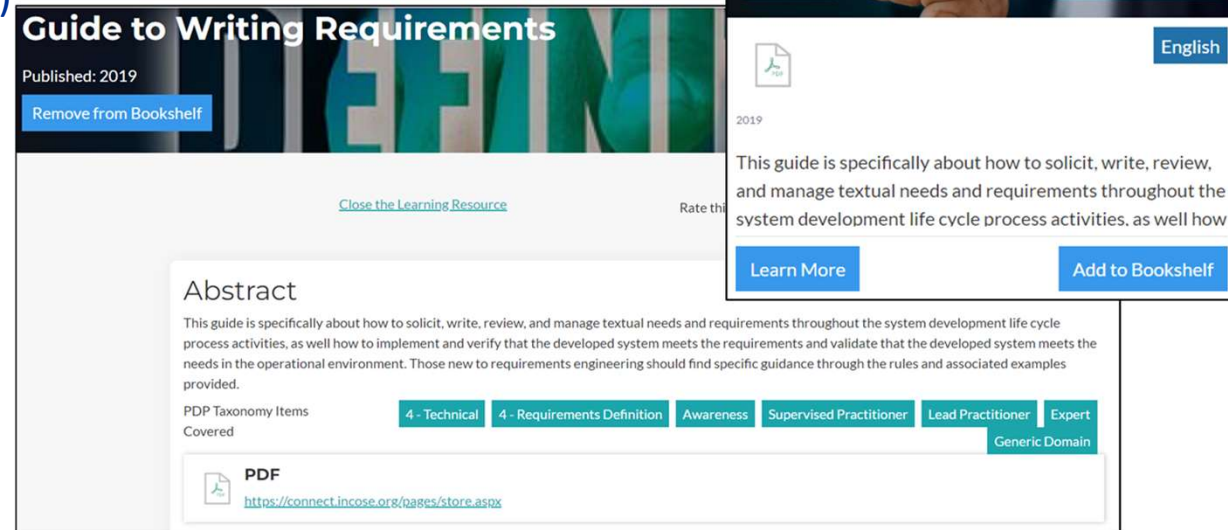 )
Guide to Writing Requirements
Published: 2019
Remove from Bookshelf
DEFIN
Close the Learning Resource
Rate thi
English
PDF
2019
This guide is specifically about how to solicit, write, review,
and manage textual needs and requirements throughout the
system development life cycle process activities, as well how
Learn More
Add to Bookshelf
Abstract
This guide is specifically about how to solicit, write, review, and manage textual needs and requirements throughout the system development life cycle
process activities, as well how to implement and verify that the developed system meets the requirements and validate that the developed system meets the
needs in the operational environment. Those new to requirements engineering should find specific guidance through the rules and associated examples
provided.
PDP Taxonomy Items
Covered
4 - Technical 4 - Requirements Definition Awareness Supervised Practitioner Lead Practitioner Expert
Generic Domain
PDF
PDF
https://connect.incose.org/pages/store.aspx